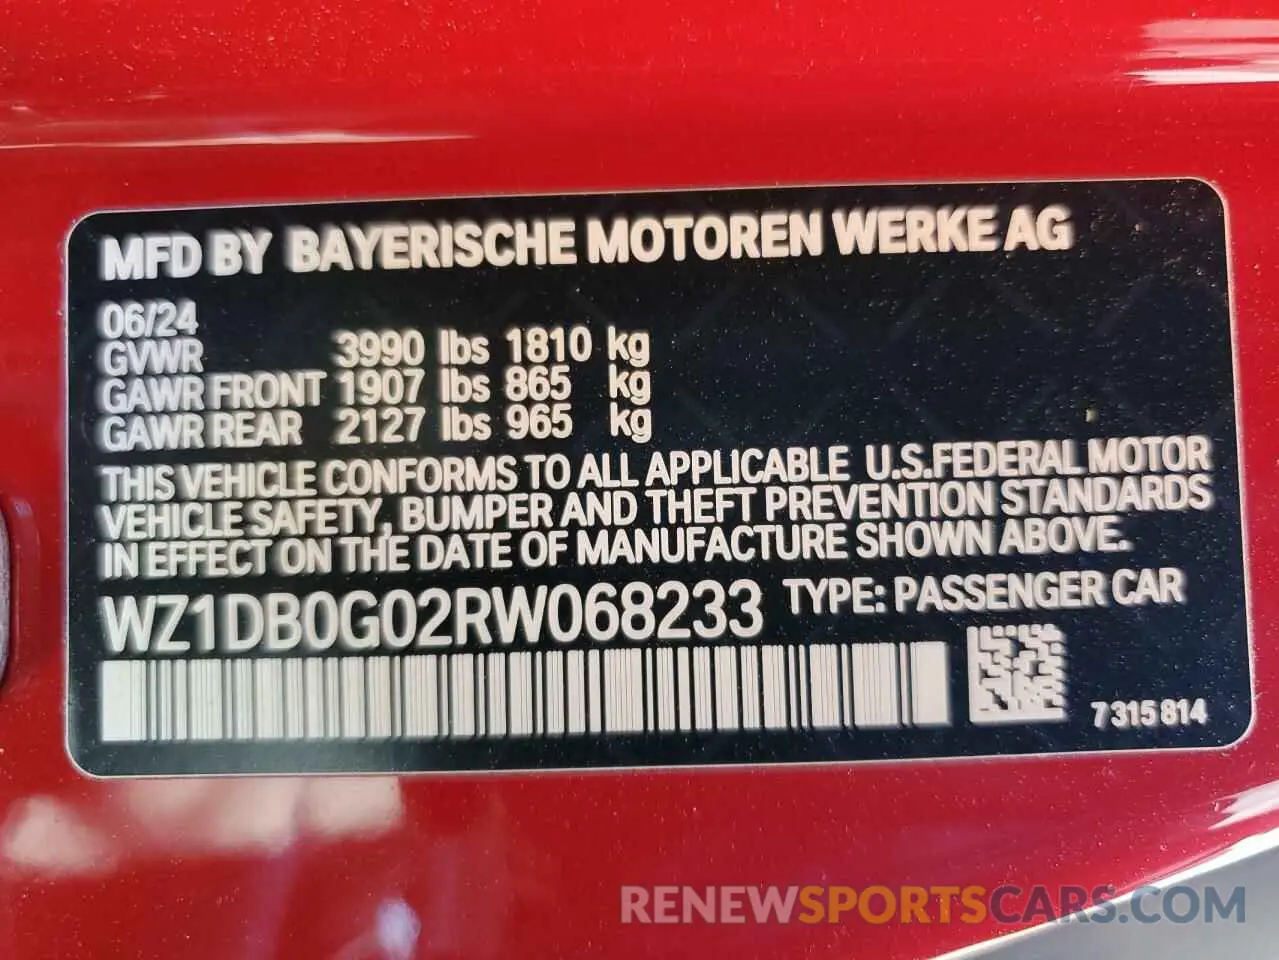 MFD BY BAYERISCHE MOTOREN WERKE AG
06/24
GVWR 3990 lbs 1810 kg
GAWR FRONT 1907 lbs 865 kg
GAWR REAR 2127 lbs 965 kg
THIS VEHICLE CONFORMS TO ALL APPLICABLE U.S.FEDERAL MOTOR
VEHICLE SAFETY, BUMPER AND THEFT PREVENTION STANDARDS
IN EFFECT ON THE DATE OF MANUFACTURE SHOWN ABOVE.
WZ1DB0G02RW068233 TYPE: PASSENGER CAR
7 315 814
RENEWSPORTSCARS.COM